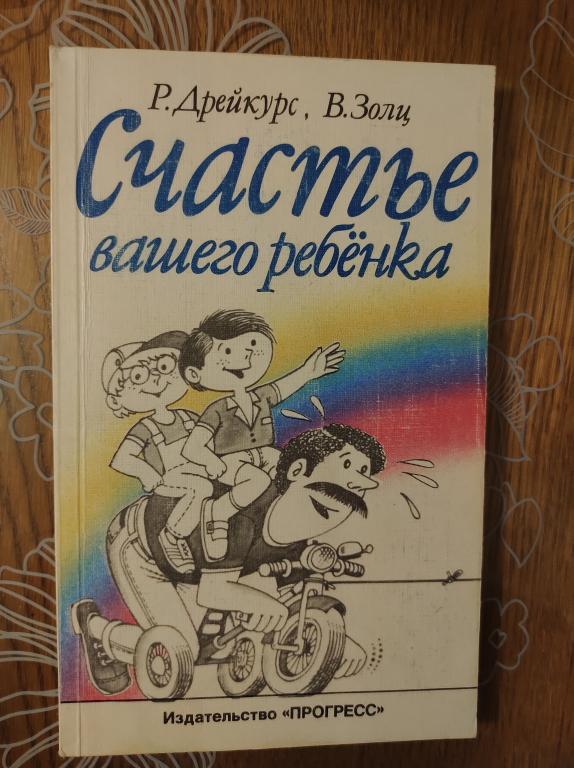 Р. Дрейкурс, В. Золц
Счастье
вашего ребёнка
Издательство «ПРОГРЕСС»